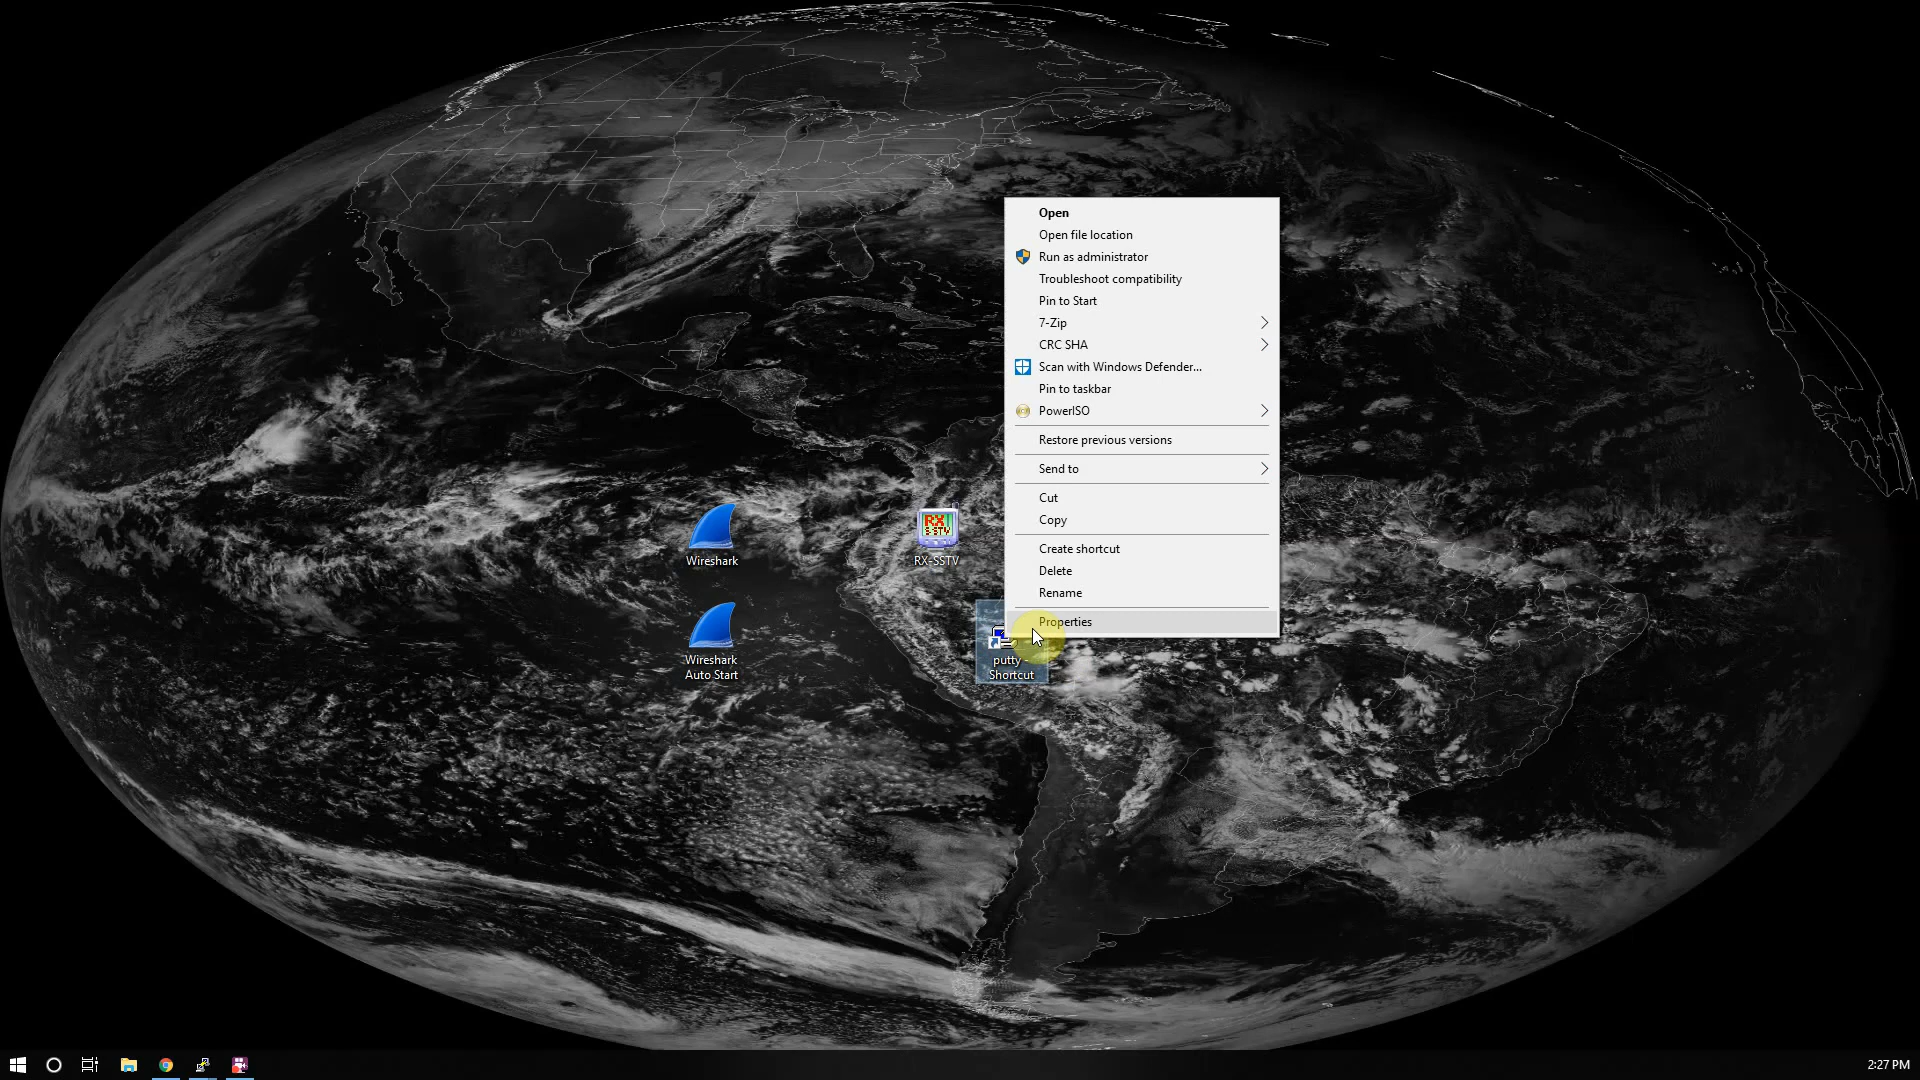 Open
Open file location
Run as administrator
Troubleshoot compatibility
Pin to Start
7-Zip
CRC SHA
Scan with Windows Defender...
Pin to taskbar
PowerISO
Restore previous versions
Send to
Cut
Copy
Create shortcut
Delete
Rename
Properties
Wireshark
RX
SSTV
RX-SSTV
Wireshark
Auto Start
putty -
Shortcut
2:27 PM